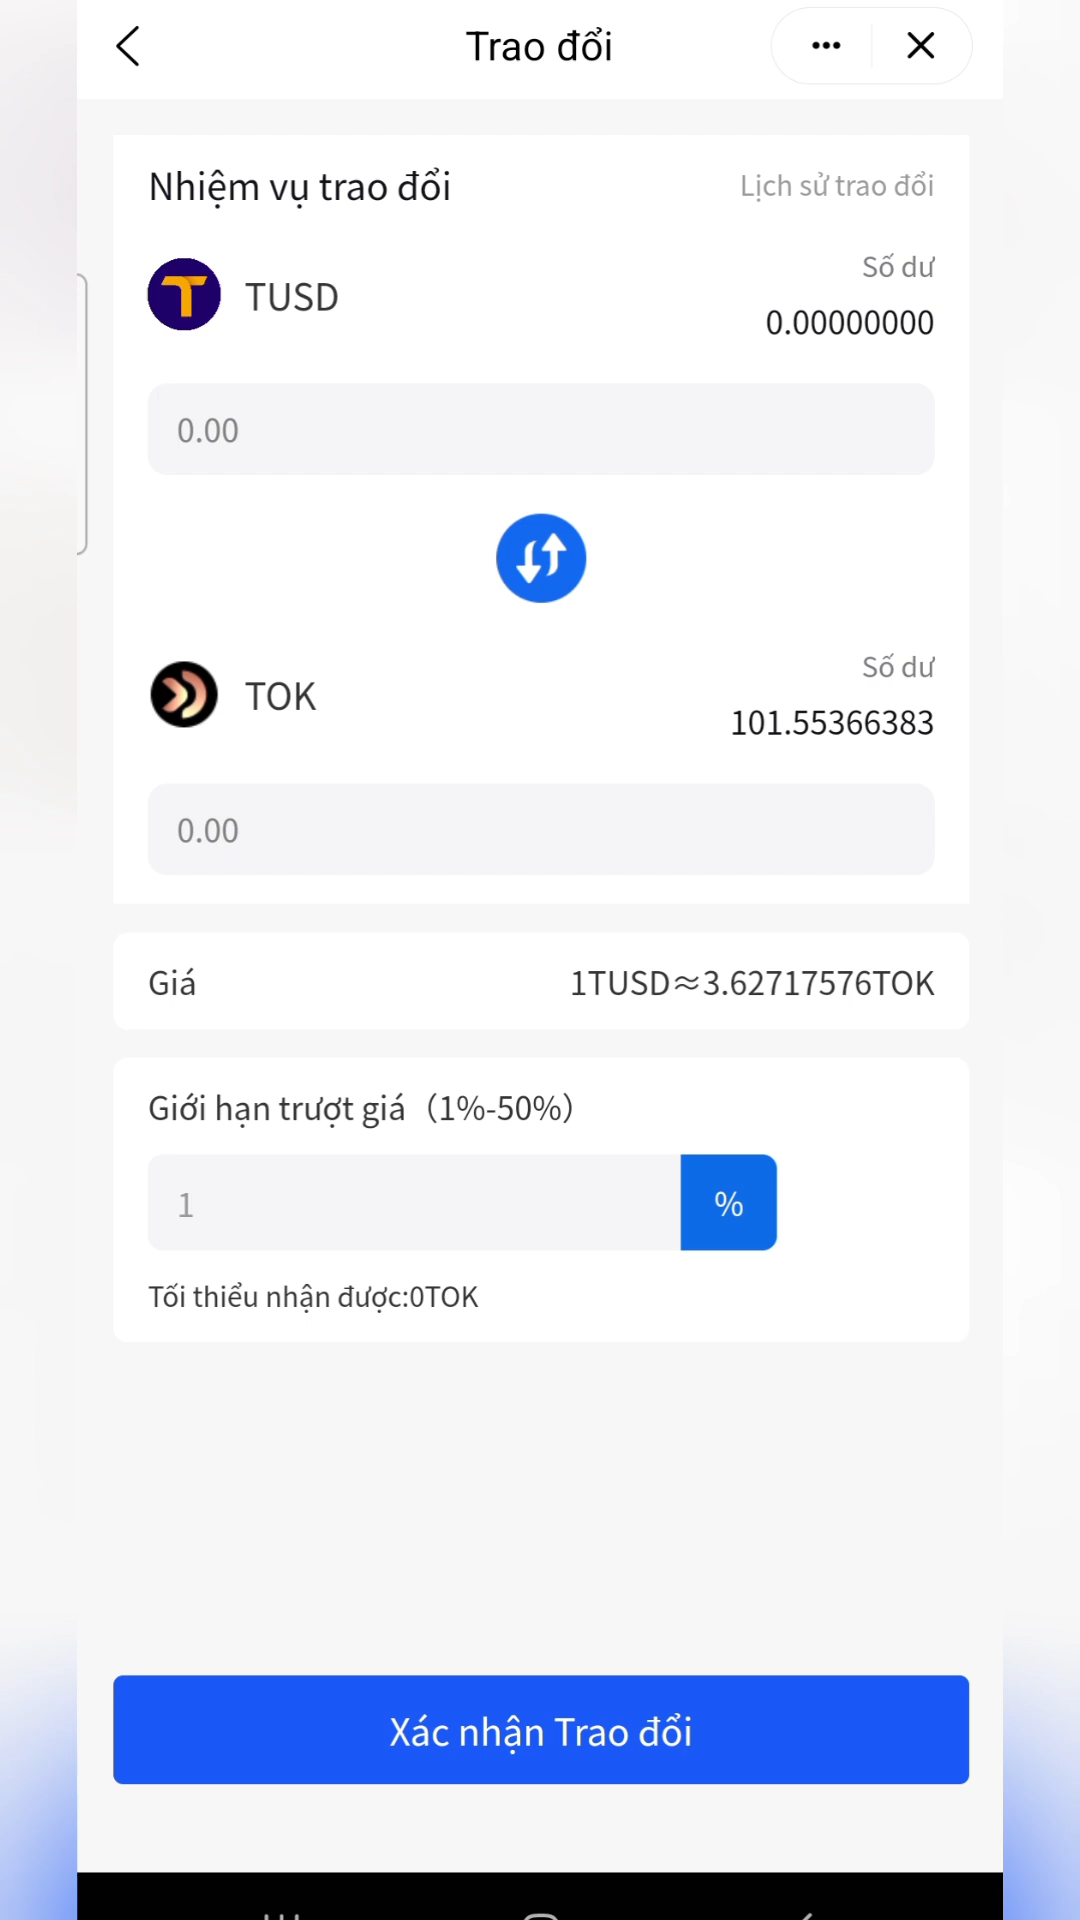 Trao đổi
Nhiệm vụ trao đổi
Lịch sử trao đổi
TUSD
Số dư
0.00000000
0.00
TOK
Số dư
101.55366383
0.00
Giá
1TUSD≈3.62717576TOK
Giới hạn trượt giá（1%-50%）
1
%
Tối thiểu nhận được:0TOK
Xác nhận Trao đổi